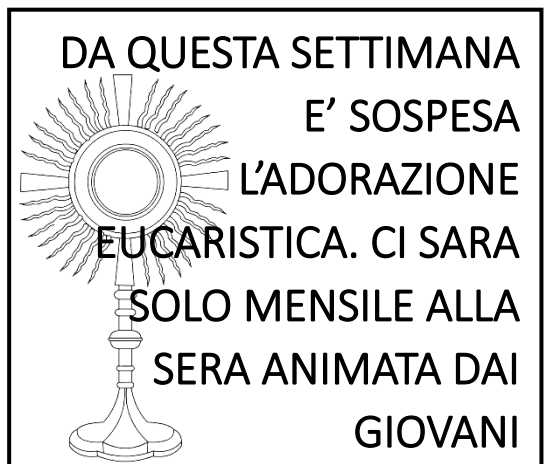 DA QUESTA SETTIMANA
E’ SOSPESA
L’ADORAZIONE
EUCARISTICA. CI SARA
SOLO MENSILE ALLA
SERA ANIMATA DAI
GIOVANI